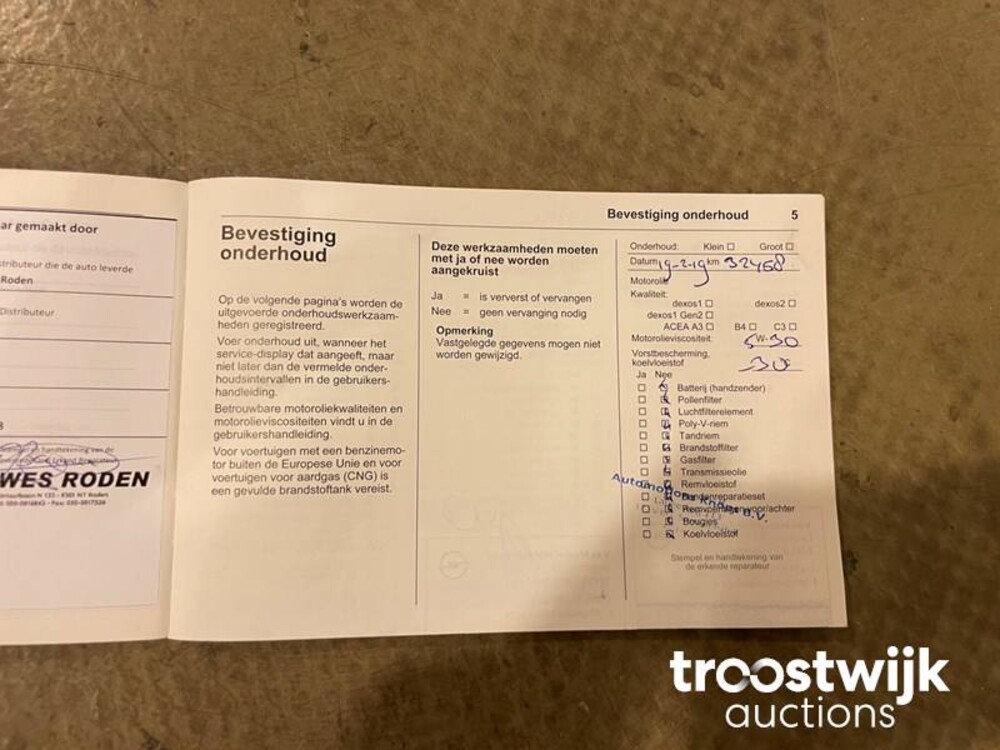 ar gemaakt door
stributeur die de auto leverde
Roden
Distributeur
WES RODEN
Bevestiging onderhoud 5
Bevestiging
onderhoud
Op de volgende pagina's worden de
uitgevoerde onderhoudswerkzaam-
heden geregistreerd.
Voer onderhoud uit, wanneer het
service-display dat aangeeft, maar
niet later dan de vermelde onder-
houdsintervallen in de gebruikers-
handleiding.
Betrouwbare motoroliekwaliteiten en
motorolieviscositeiten vindt u in de
gebruikershandleiding.
Voor voertuigen met een benzinemo-
tor buiten de Europese Unie en voor
voertuigen voor aardgas (CNG) is
een gevulde brandstoftank vereist.
Deze werkzaamheden moeten
met ja of nee worden
aangekruist
Ja = is ververst of vervangen
Nee = geen vervanging nodig
Opmerking
Vastgelegde gegevens mogen niet
worden gewijzigd.
Onderhoud: Klein Groot
Datum 19-2-19 km 32468
Motorolie
Kwaliteit:
dexos1 dexos2
dexos1 Gen2
ACEA A3 B4 C3
Motorolieviscositeit: 5W-30
Vorstbescherming,
koelvloeistof 30°
Ja Nee
Batterij (handzender)
Pollenfilter
Luchtfilterelement
Poly-V-riem
Tandriem
Brandstoffilter
Gasfilter
Transmissieolie
Remvloeistof
Bandenreparatieset
Remvoeringen voor/achter
Bougies
Koelvloeistof
Stempel en handtekening van
de erkende reparateur
troostwijk
auctions